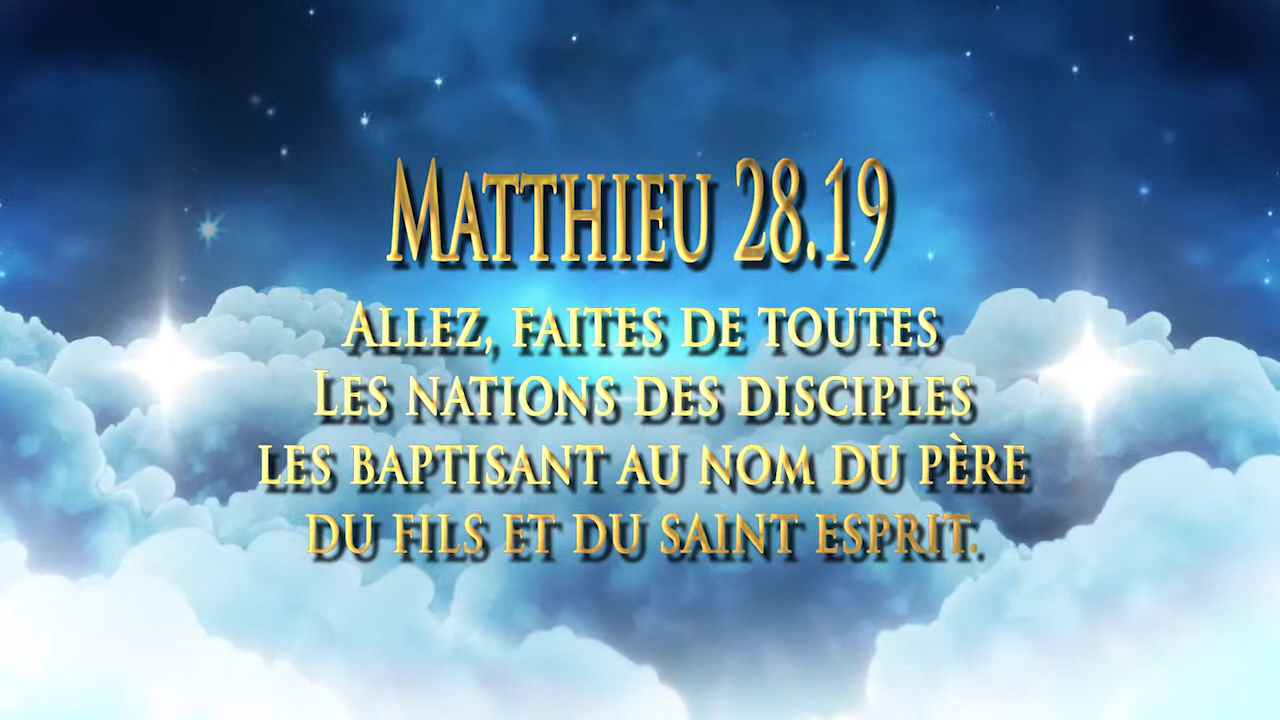 Matthieu 28.19
Allez, faites de toutes
Les nations des disciples
les baptisant au nom du père
du fils et du saint esprit.